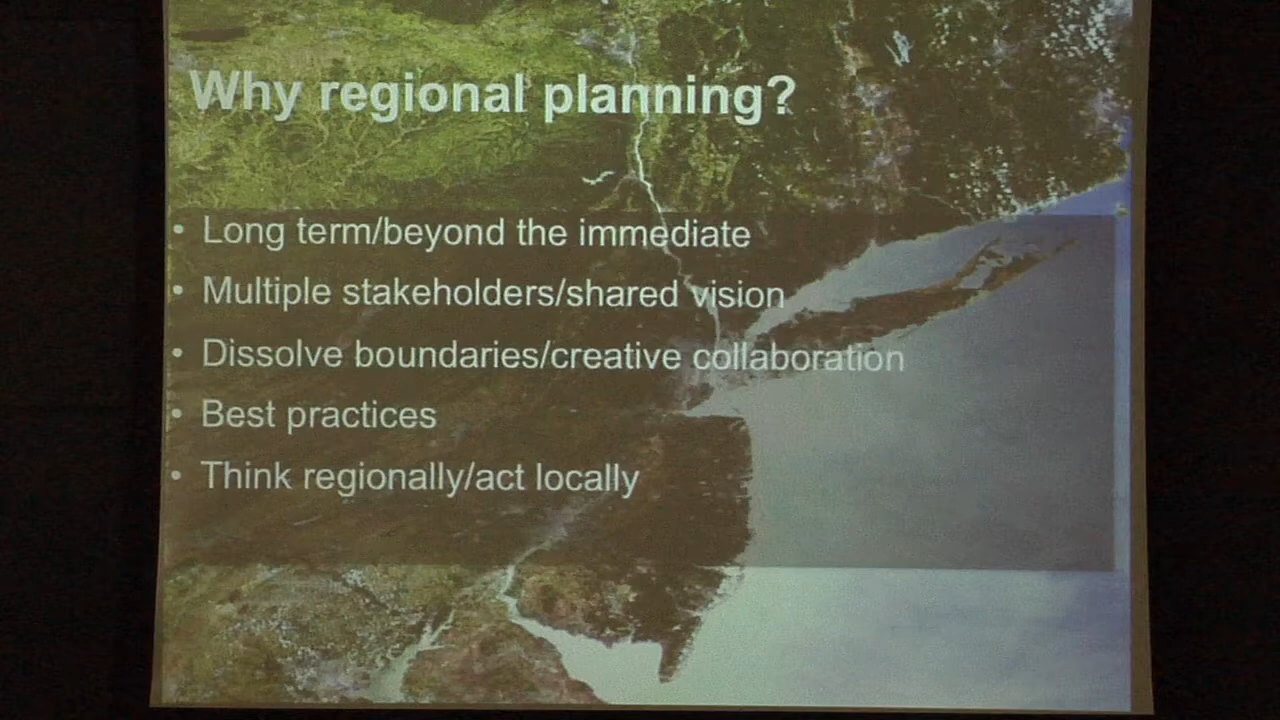 Why regional planning?
• Long term/beyond the immediate
• Multiple stakeholders/shared vision
• Dissolve boundaries/creative collaboration
• Best practices
• Think regionally/act locally